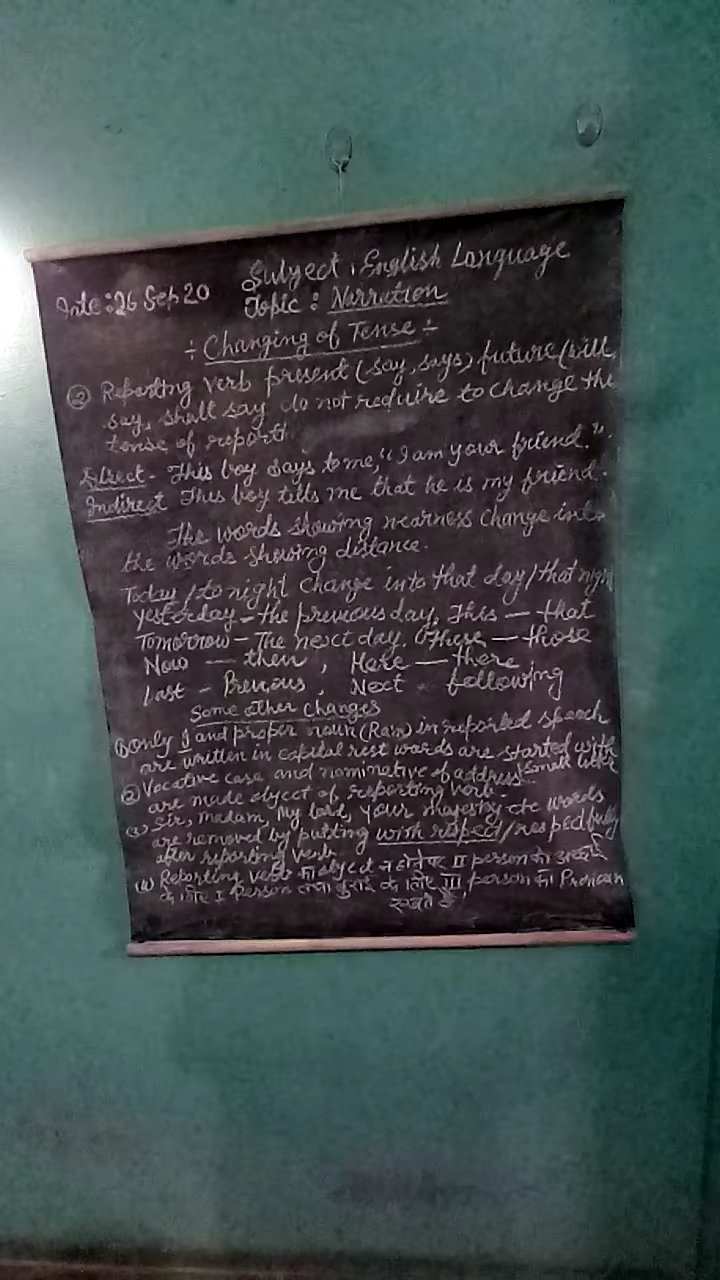 Subject : English Language
Date: 26 Sep. 20 Topic : Narration
÷ Changing of Tense ÷
② Reporting verb present (say, says) future (will
say, shall say do not reduire to change the
tense of report
Direct - This boy says to me, "I am your friend."
Indirect This boy tells me that he is my friend.
The words showing nearness change into
the words showing distance.
Today / to night change into that day / that night
yesterday - the previous day, This — that
Tomorrow - The next day. These — those
Now — then, Here — there
Last - Previous, Next - following
Some other changes
① only I and proper noun (Ram) in reported speech
are written in capital rest words are started with
small letter
② Vocative case and nominative of address
are made object of reporting verb.
③ Sir, Madam, My lord, your majesty etc words
are removed by putting with respect / respectfully
after reporting verb
(4) Reporting verb का object न होने पर II person को अच्छाई
के लिए I person तथा बुराई के लिए III person का Pronoun
रखते हैं,